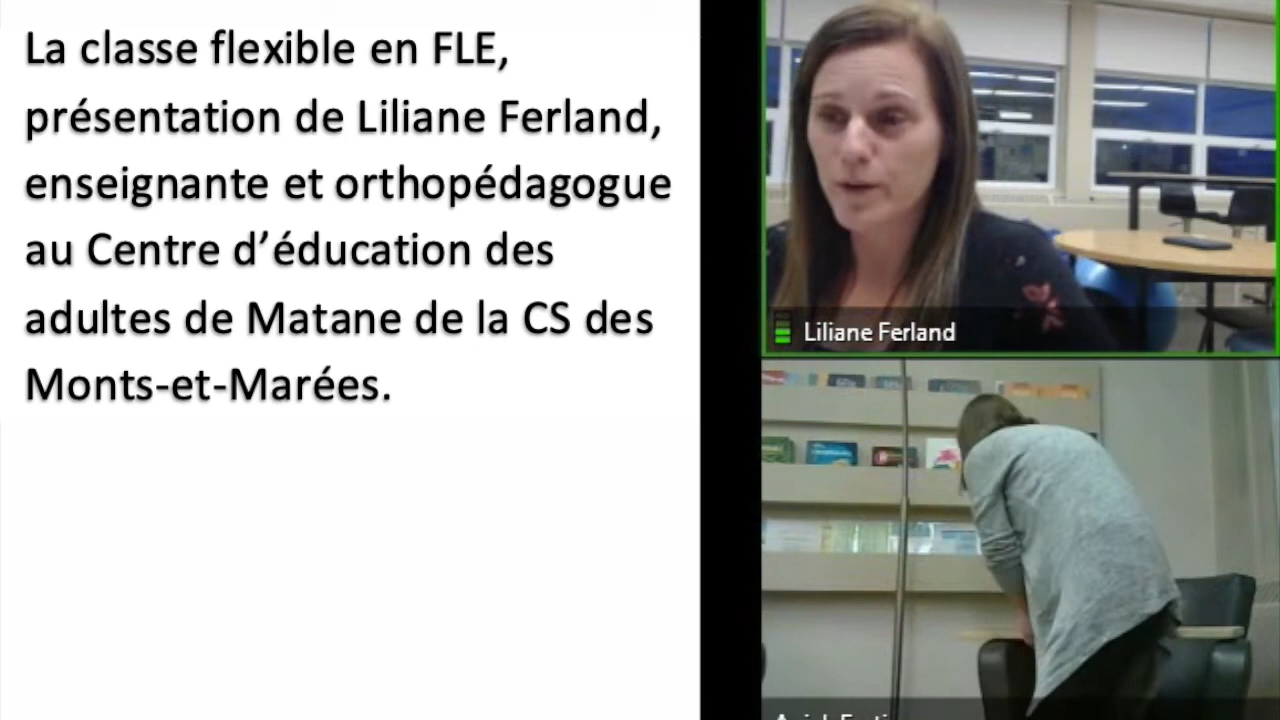 La classe flexible en FLE,
présentation de Liliane Ferland,
enseignante et orthopédagogue
au Centre d’éducation des
adultes de Matane de la CS des
Monts-et-Marées.
Liliane Ferland